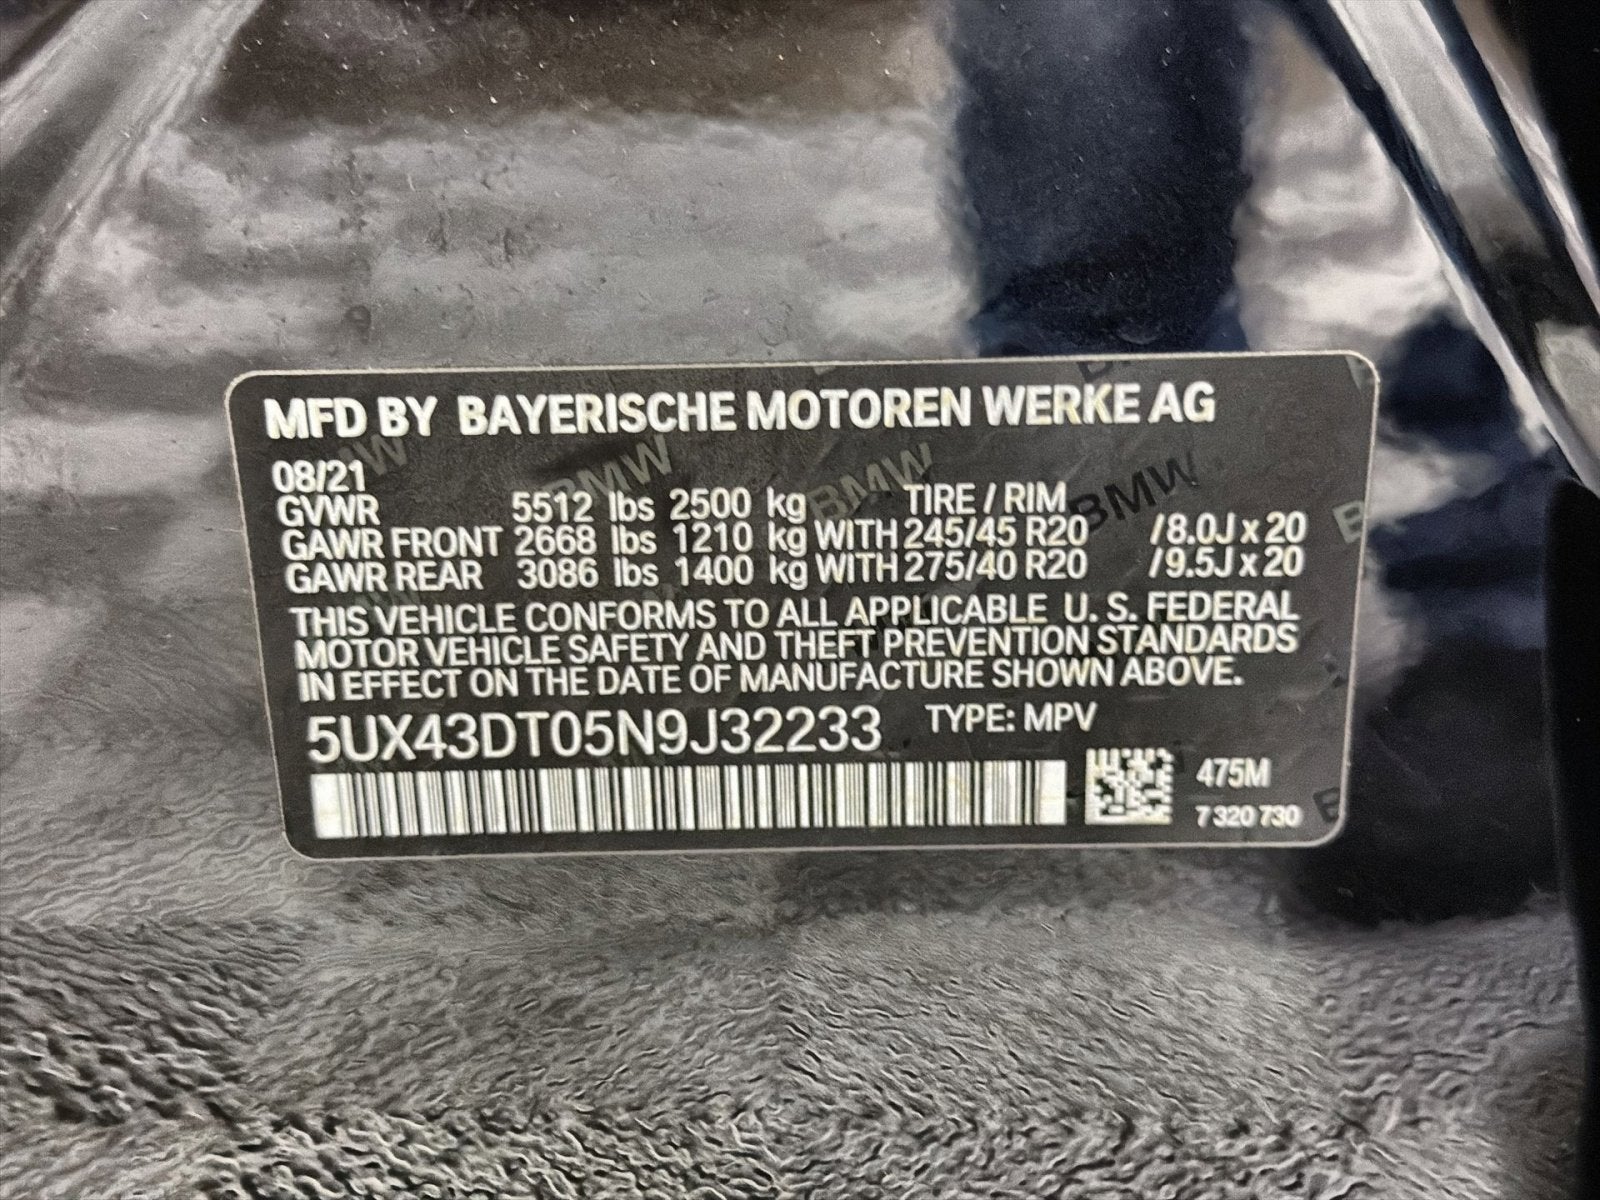 MFD BY BAYERISCHE MOTOREN WERKE AG
08/21
GVWR 5512 lbs 2500 kg TIRE / RIM
GAWR FRONT 2668 lbs 1210 kg WITH 245/45 R20 /8.0J x 20
GAWR REAR 3086 lbs 1400 kg WITH 275/40 R20 /9.5J x 20
THIS VEHICLE CONFORMS TO ALL APPLICABLE U. S. FEDERAL
MOTOR VEHICLE SAFETY AND THEFT PREVENTION STANDARDS
IN EFFECT ON THE DATE OF MANUFACTURE SHOWN ABOVE.
5UX43DT05N9J32233 TYPE: MPV
475M
7 320 730